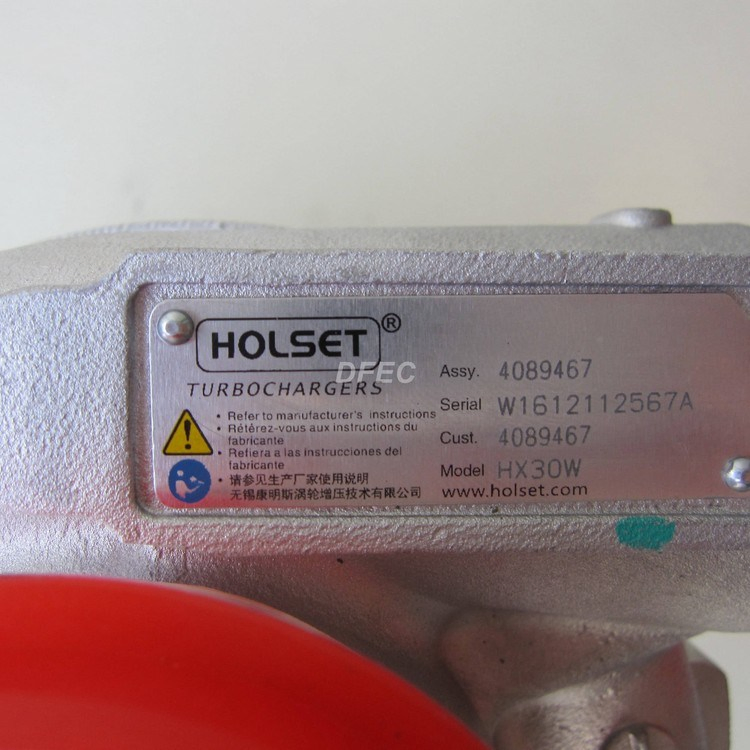 HOLSET®
TURBOCHARGERS
• Refer to manufacturer's instructions
• Référez-vous aux instructions du
fabricante
• Refiera a las instrucciones del
fabricante
• 请参见生产厂家使用说明
无锡康明斯涡轮增压技术有限公司
Assy. 4089467
Serial W1612112567A
Cust. 4089467
Model HX30W
www.holset.com
DFEC